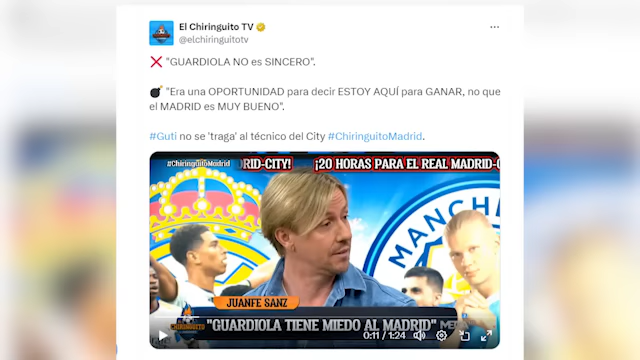 El Chiringuito TV
@elchiringuitotv
"GUARDIOLA NO es SINCERO".
"Era una OPORTUNIDAD para decir ESTOY AQUÍ para GANAR, no que
el MADRID es MUY BUENO".
#Guti no se 'traga' al técnico del City #ChiringuitoMadrid.
#ChiringuitoMadrid
RID-CITY!
¡20 HORAS PARA EL REAL MADRID-C
MANCHE
JUANFE SANZ
CHIRINGUITO
"GUARDIOLA TIENE MIEDO AL MADRID"
0:11 / 1:24